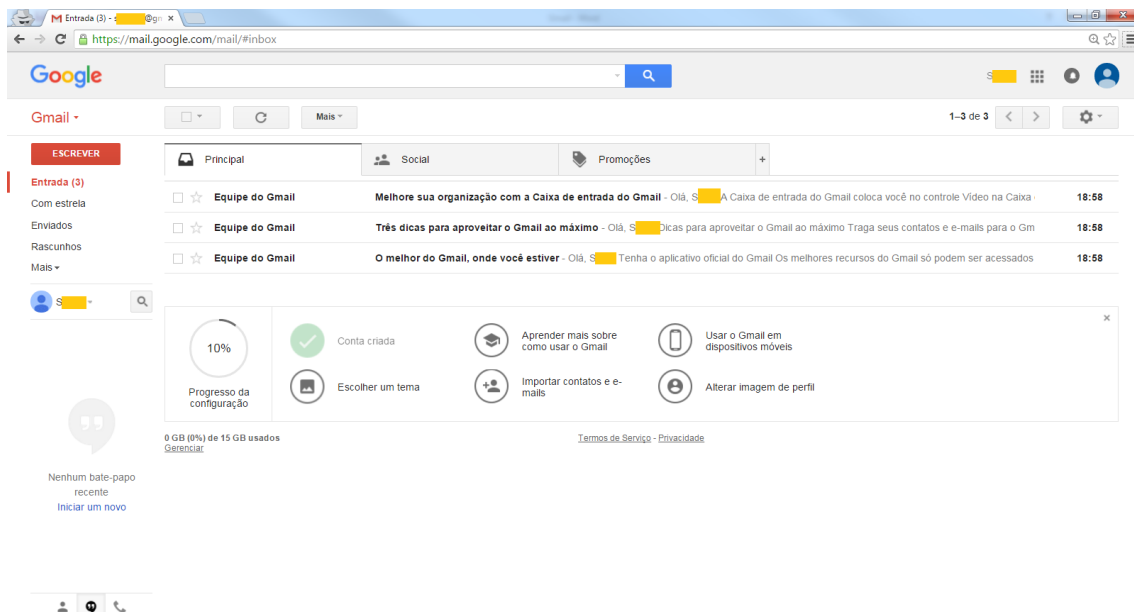 Entrada (3) - s @gn
https://mail.google.com/mail/#inbox
Google
S
Gmail
Mais
1–3 de 3
ESCREVER
Principal
Social
Promoções
+
Entrada (3)
Com estrela
Enviados
Rascunhos
Mais
Equipe do Gmail Melhore sua organização com a Caixa de entrada do Gmail - Olá, S A Caixa de entrada do Gmail coloca você no controle Vídeo na Caixa 18:58
Equipe do Gmail Três dicas para aproveitar o Gmail ao máximo - Olá, S Dicas para aproveitar o Gmail ao máximo Traga seus contatos e e-mails para o Gm 18:58
Equipe do Gmail O melhor do Gmail, onde você estiver - Olá, S Tenha o aplicativo oficial do Gmail Os melhores recursos do Gmail só podem ser acessados 18:58
S
10%
Progresso da
configuração
Conta criada
Aprender mais sobre
como usar o Gmail
Usar o Gmail em
dispositivos móveis
Escolher um tema
Importar contatos e e-
mails
Alterar imagem de perfil
0 GB (0%) de 15 GB usados
Gerenciar
Termos de Serviço - Privacidade
Nenhum bate-papo
recente
Iniciar um novo